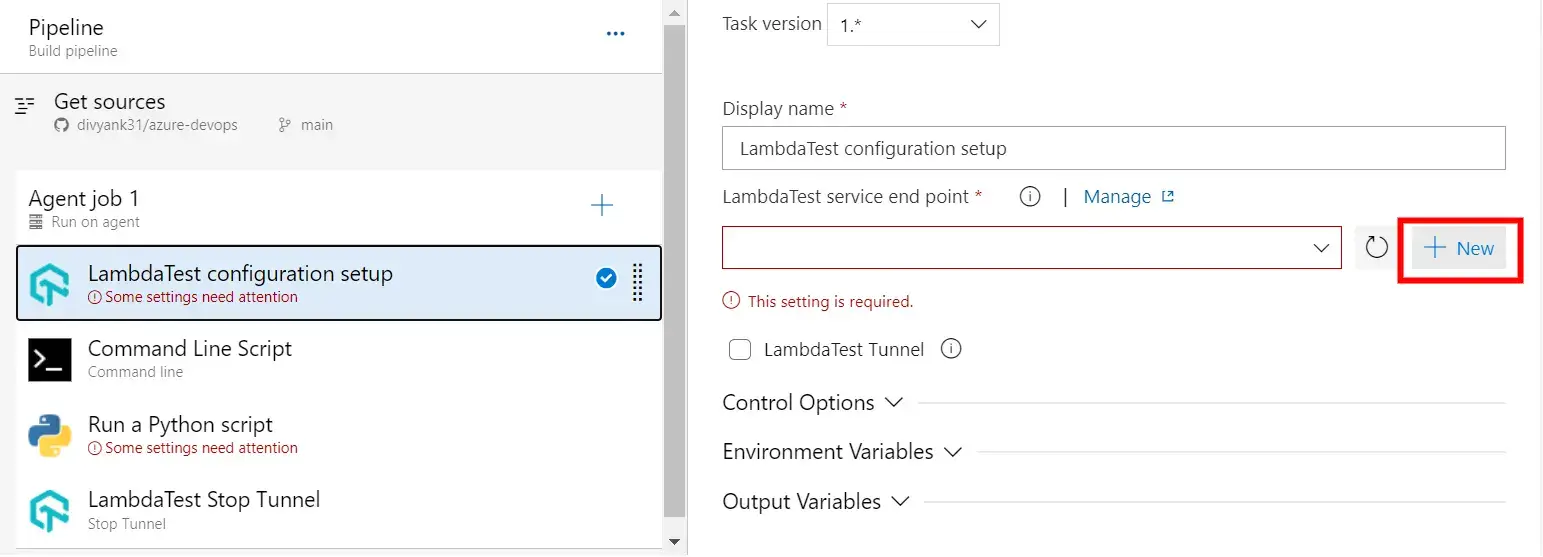 Pipeline
Build pipeline
...
Get sources
divyank31/azure-devops main
Agent job 1
Run on agent
LambdaTest configuration setup
Some settings need attention
Command Line Script
Command line
Run a Python script
Some settings need attention
LambdaTest Stop Tunnel
Stop Tunnel
Task version 1.*
Display name *
LambdaTest configuration setup
LambdaTest service end point * | Manage
New
This setting is required.
LambdaTest Tunnel
Control Options
Environment Variables
Output Variables